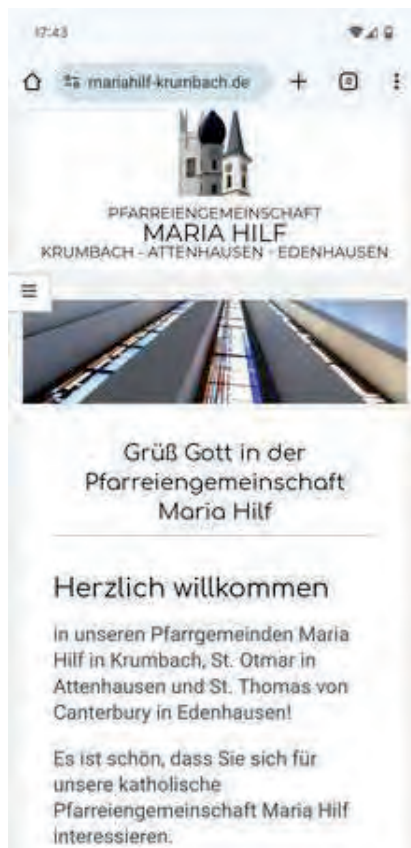 17:43
mariahilf-krumbach.de
PFARREIENGEMEINSCHAFT
MARIA HILF
KRUMBACH - ATTENHAUSEN - EDENHAUSEN
Grüß Gott in der
Pfarreiengemeinschaft
Maria Hilf
Herzlich willkommen
in unseren Pfarrgemeinden Maria
Hilf in Krumbach, St. Otmar in
Attenhausen und St. Thomas von
Canterbury in Edenhausen!
Es ist schön, dass Sie sich für
unsere katholische
Pfarreiengemeinschaft Maria Hilf
interessieren.